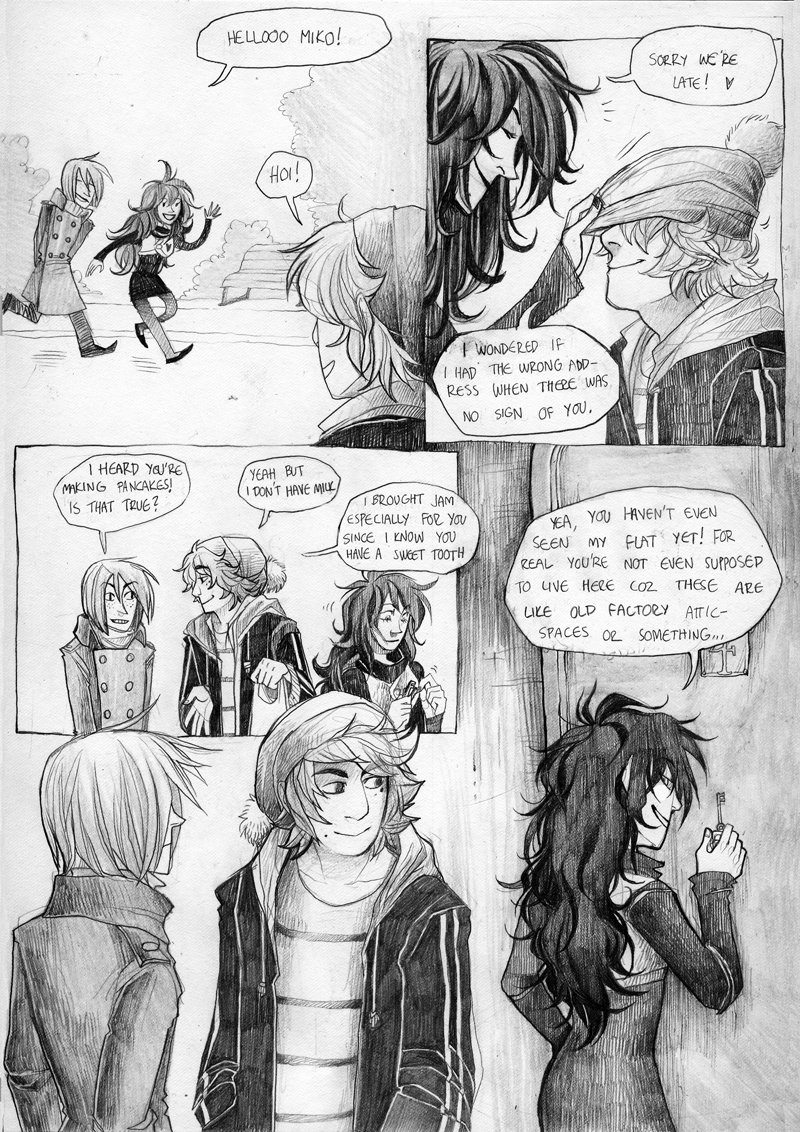 HELLOOO MIKO!
HOI!
SORRY WE'RE
LATE! ♥
I WONDERED IF
I HAD THE WRONG ADD-
RESS WHEN THERE WAS
NO SIGN OF YOU.
I HEARD YOU'RE
MAKING PANCAKES!
IS THAT TRUE?
YEAH BUT
I DON'T HAVE MILK
I BROUGHT JAM
ESPECIALLY FOR YOU
SINCE I KNOW YOU
HAVE A SWEET TOOTH
YEA, YOU HAVEN'T EVEN
SEEN MY FLAT YET! FOR
REAL YOU'RE NOT EVEN SUPPOSED
TO LIVE HERE COZ THESE ARE
LIKE OLD FACTORY ATTIC-
SPACES OR SOMETHING...